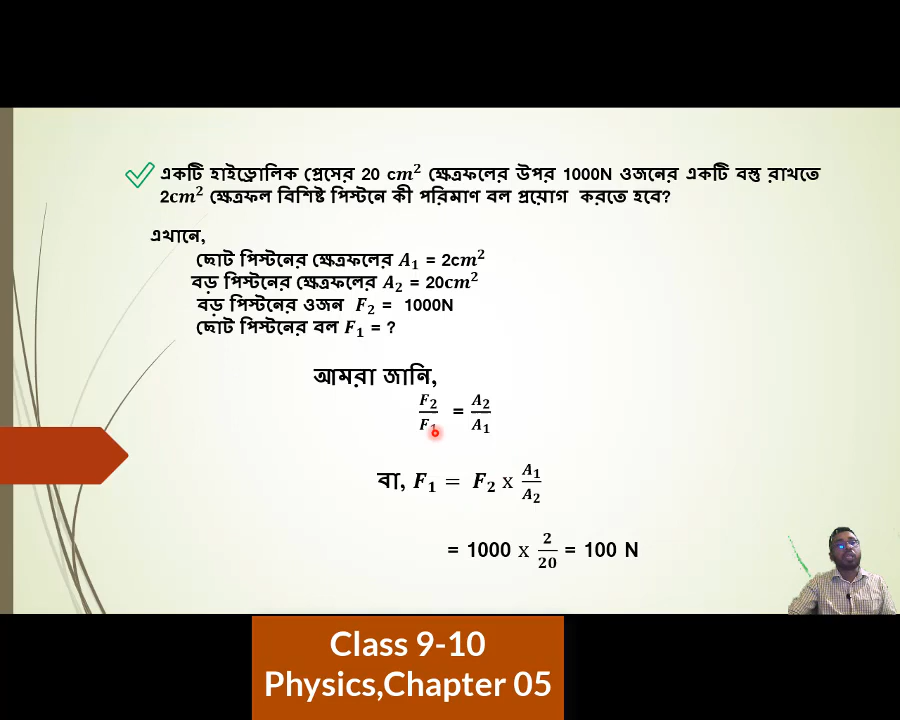 একটি হাইড্রোলিক প্রেসের 20 cm² ক্ষেত্রফলের উপর 1000N ওজনের একটি বস্তু রাখতে
2cm² ক্ষেত্রফল বিশিষ্ট পিস্টনে কী পরিমাণ বল প্রয়োগ করতে হবে?
এখানে,
ছোট পিস্টনের ক্ষেত্রফলের A₁ = 2cm²
বড় পিস্টনের ক্ষেত্রফলের A₂ = 20cm²
বড় পিস্টনের ওজন F₂ = 1000N
ছোট পিস্টনের বল F₁ = ?
আমরা জানি,
F₂/F₁ = A₂/A₁
বা, F₁ = F₂ x A₁/A₂
= 1000 x 2/20 = 100 N
Class 9-10
Physics,Chapter 05